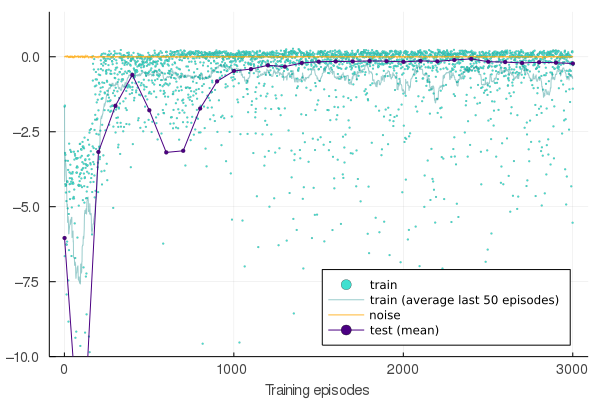 0.0
−2.5
−5.0
−7.5
−10.0
0
1000
2000
3000
Training episodes
train
train (average last 50 episodes)
noise
test (mean)